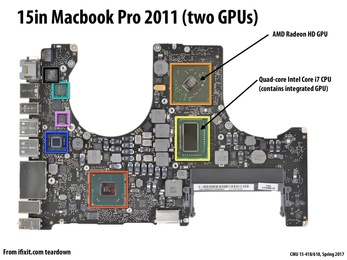 15in Macbook Pro 2011 (two GPUs)
AMD Radeon HD GPU
Quad-core Intel Core i7 CPU
(contains integrated GPU)
From ifixit.com teardown
CMU 15-418/618, Spring 2017